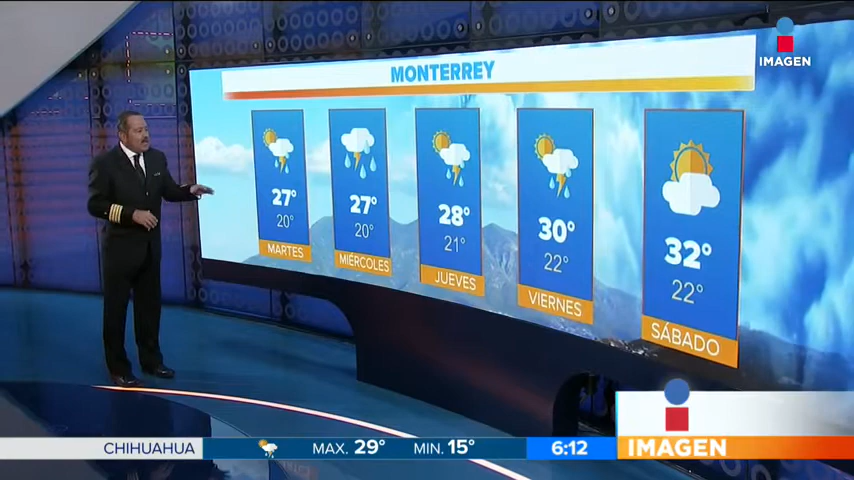 MONTERREY
IMAGEN
27°
20°
MARTES
27°
20°
MIÉRCOLES
28°
21°
JUEVES
30°
22°
VIERNES
32°
22°
SÁBADO
CHIHUAHUA MAX. 29° MIN. 15° 6:12
IMAGEN